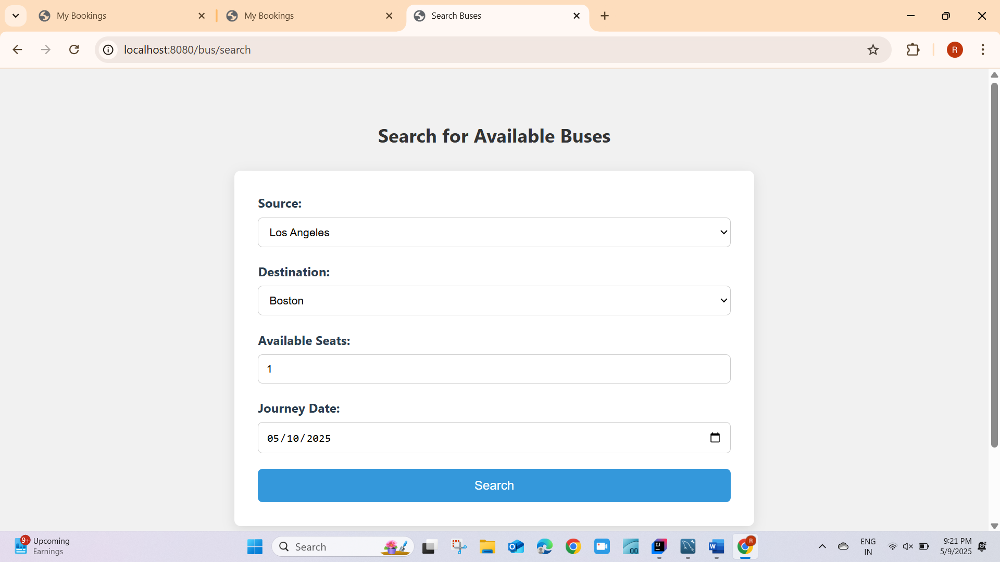 My Bookings
My Bookings
Search Buses
localhost:8080/bus/search
R
Search for Available Buses
Source:
Los Angeles
Destination:
Boston
Available Seats:
1
Journey Date:
05/10/2025
Search
9+
Upcoming
Earnings
Search
00
IJ
W
R
ENG
IN
9:21 PM
5/9/2025